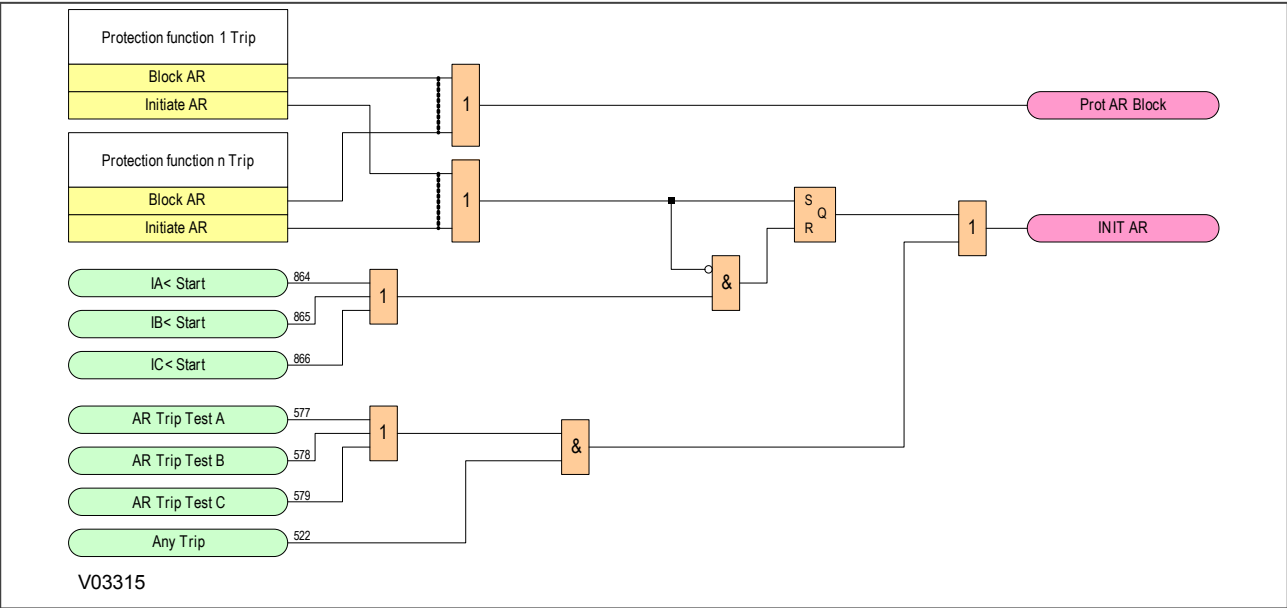 Protection function 1 Trip
Block AR
Initiate AR
1
Prot AR Block
Protection function n Trip
Block AR
Initiate AR
1
S
Q
R
1
INIT AR
IA< Start
864
IB< Start
865
IC< Start
866
1
&
AR Trip Test A
577
AR Trip Test B
578
AR Trip Test C
579
1
&
Any Trip
522
V03315